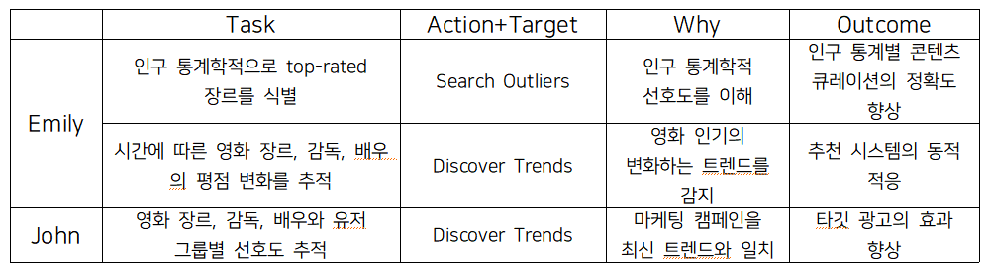 Task Action+Target Why Outcome
Emily
인구 통계학적으로 top-rated
장르를 식별
Search Outliers
인구 통계학적
선호도를 이해
인구 통계별 콘텐츠
큐레이션의 정확도
향상
시간에 따른 영화 장르, 감독, 배우
의 평점 변화를 추적
Discover Trends
영화 인기의
변화하는 트렌드를
감지
추천 시스템의 동적
적응
John
영화 장르, 감독, 배우와 유저
그룹별 선호도 추적
Discover Trends
마케팅 캠페인을
최신 트렌드와 일치
타깃 광고의 효과
향상